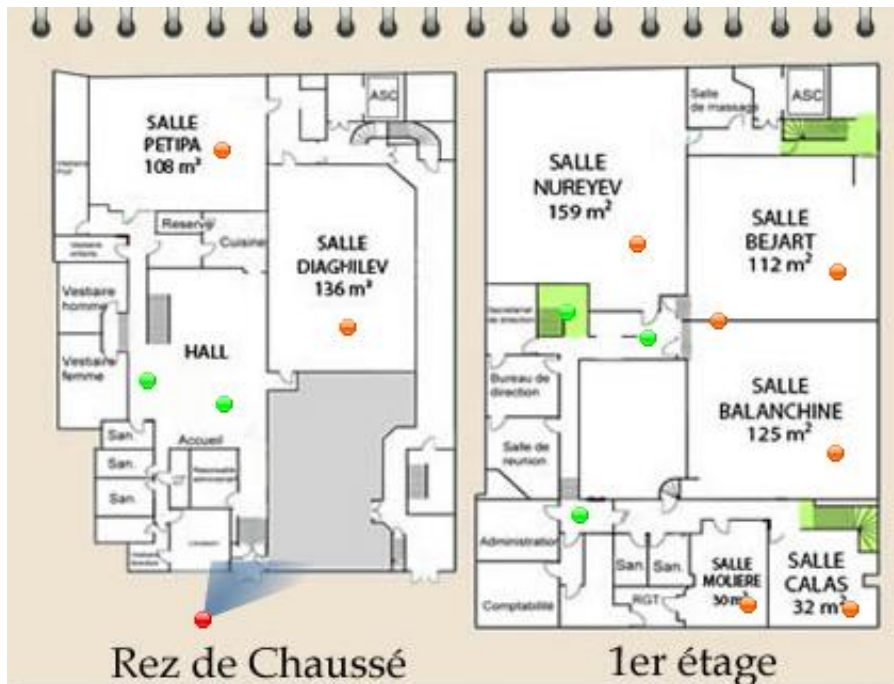 SALLE
PETIPA
108 m²
ASC
Reserve
Cuisine
SALLE
DIAGHILEV
136 m²
Vestiaire
homme
Vestiaire
femme
HALL
San.
San.
San.
Accueil
Rez de Chaussé
Salle
de massage
ASC
SALLE
NUREYEV
159 m²
SALLE
BEJART
112 m²
de direction
Bureau de
direction
Salle de
reunion
SALLE
BALANCHINE
125 m²
Administration
Comptabilité
San.
San.
RGT
SALLE
MOLIERE
30 m²
SALLE
CALAS
32 m²
1er étage